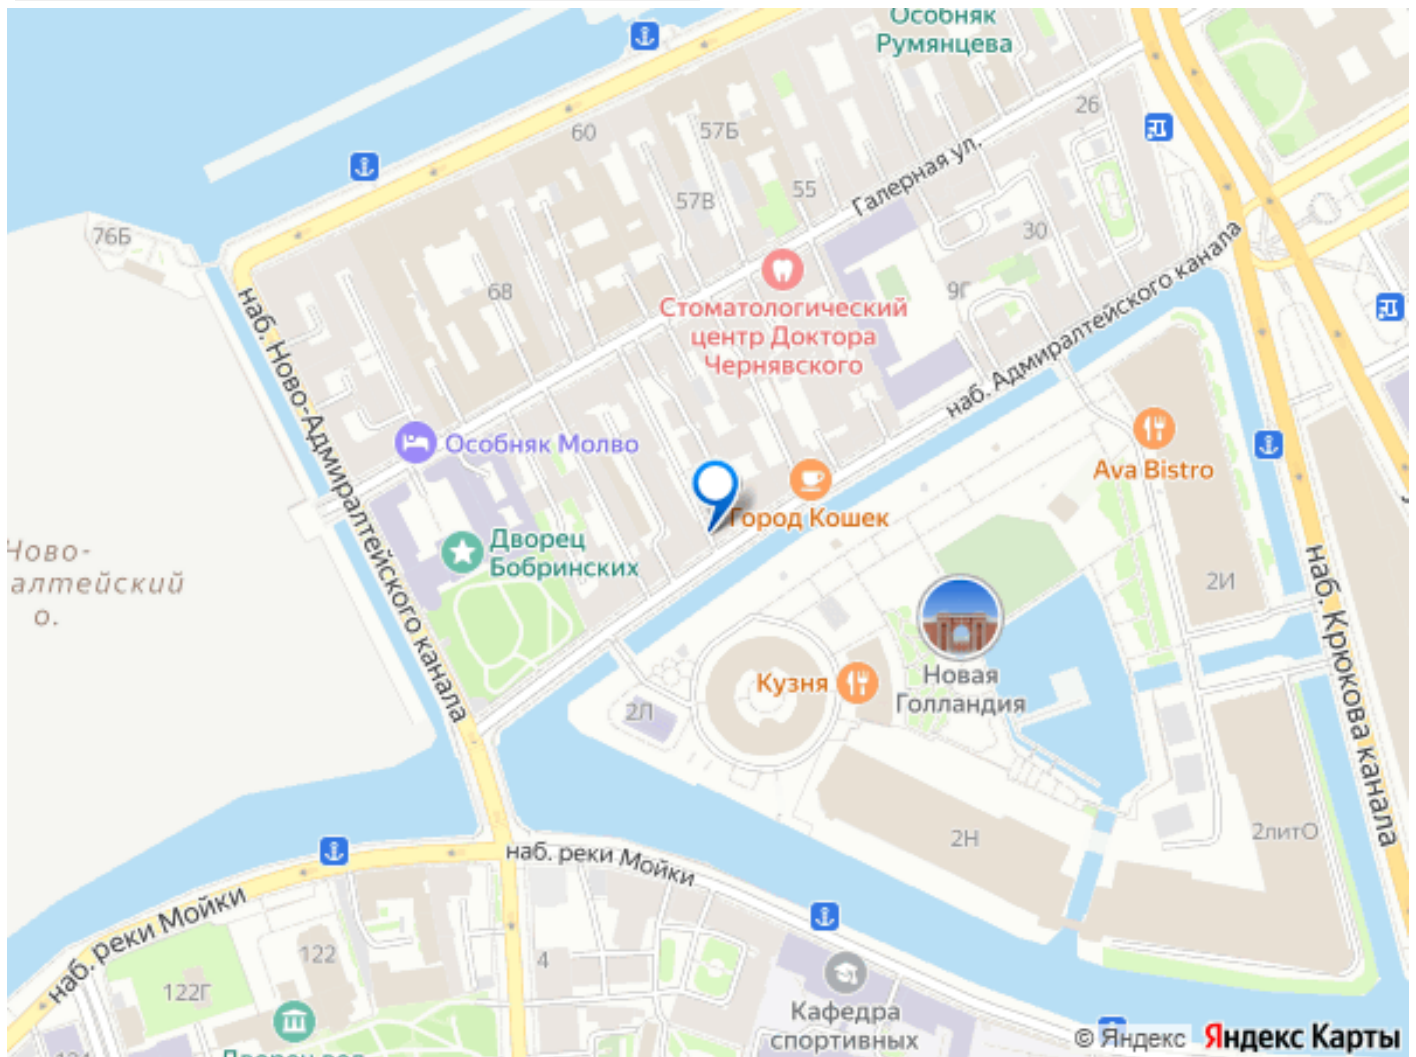 Особняк
Румянцева
26
60
57Б
Галерная ул.
55
57В
76Б
30
наб. Адмиралтейского канала
68
9Г
Стоматологический
центр Доктора
Чернявского
наб. Ново-Адмиралтейского канала
Особняк Молво
Ava Bistro
Город Кошек
Дворец
Бобринских
Ново-
алтейский
о.
2И
наб. Крюкова канала
Новая
Голландия
Кузня
2Л
2Н
2литО
наб. реки Мойки
наб. реки Мойки
122
4
122Г
Кафедра
спортивных
© Яндекс
Яндекс Карты